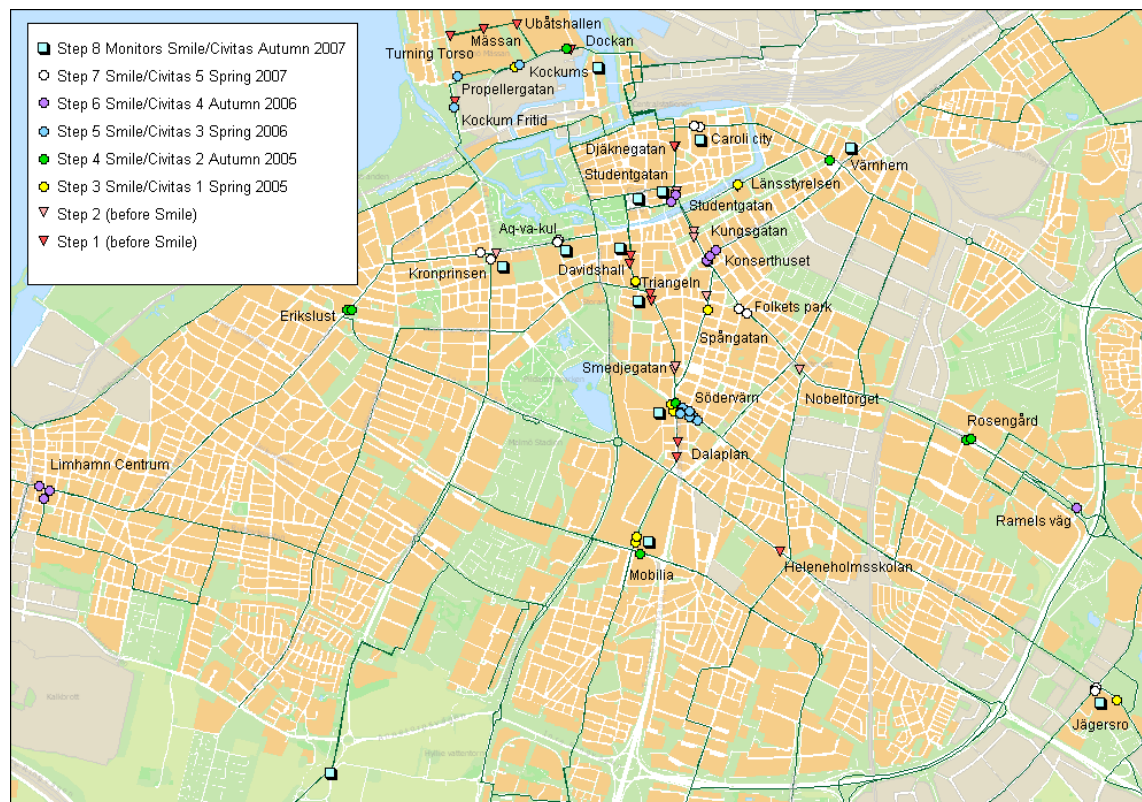 Step 8 Monitors Smile/Civitas Autumn 2007
Step 7 Smile/Civitas 5 Spring 2007
Step 6 Smile/Civitas 4 Autumn 2006
Step 5 Smile/Civitas 3 Spring 2006
Step 4 Smile/Civitas 2 Autumn 2005
Step 3 Smile/Civitas 1 Spring 2005
Step 2 (before Smile)
Step 1 (before Smile)
Ubåtshallen
Mässan
Dockan
Turning Torso
Kockums
Propellergatan
Kockum Fritid
Caroli city
Djäknegatan
Värnhem
Studentgatan
Länsstyrelsen
Studentgatan
Aq-va-kul
Kungsgatan
Konserthuset
Kronprinsen
Davidshall
Triangeln
Folkets park
Erikslust
Spångatan
Smedjegatan
Nobeltorget
Södervärn
Rosengård
Dalaplan
Limhamn Centrum
Ramels väg
Heleneholmsskolan
Mobilia
Jägersro